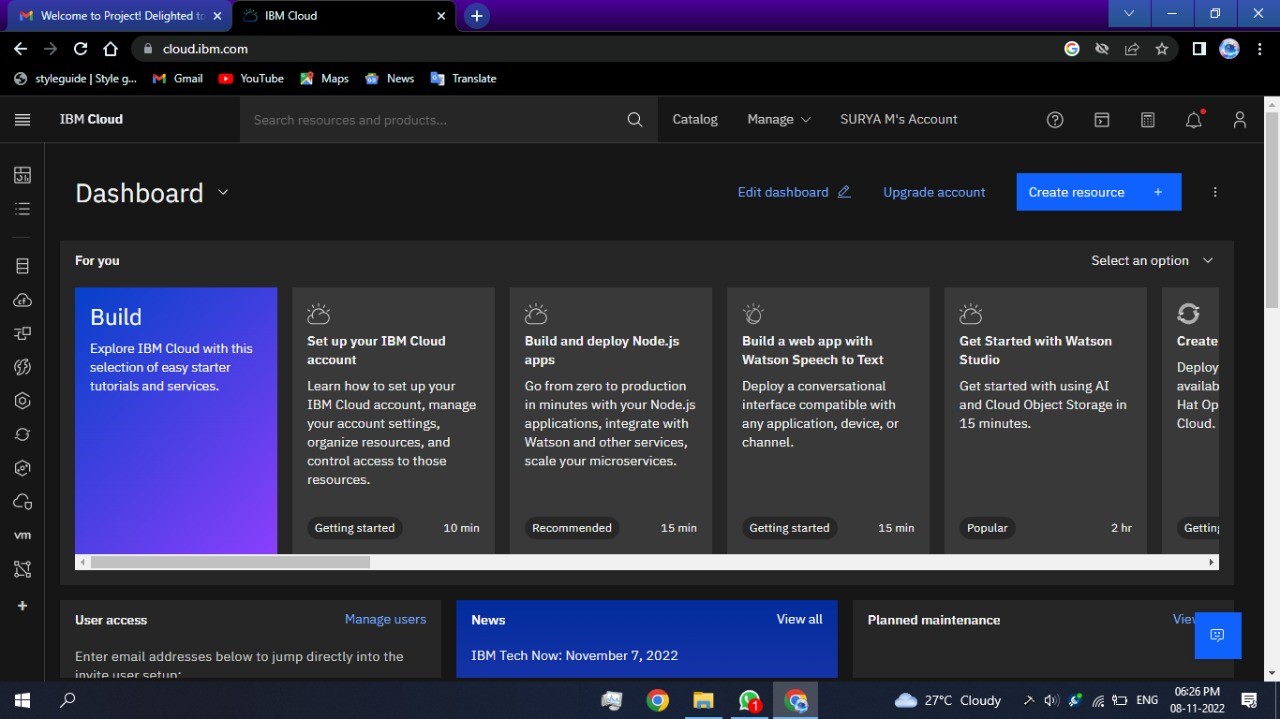 Welcome to Project! Delighted to
IBM Cloud
cloud.ibm.com
styleguide | Style g...
Gmail
YouTube
Maps
News
Translate
IBM Cloud
Search resources and products...
Catalog
Manage
SURYA M's Account
Dashboard
Edit dashboard
Upgrade account
Create resource +
For you
Select an option
Build
Explore IBM Cloud with this
selection of easy starter
tutorials and services.
Set up your IBM Cloud
account
Learn how to set up your
IBM Cloud account, manage
your account settings,
organize resources, and
control access to those
resources.
Getting started
10 min
Build and deploy Node.js
apps
Go from zero to production
in minutes with your Node.js
applications, integrate with
Watson and other services,
scale your microservices.
Recommended
15 min
Build a web app with
Watson Speech to Text
Deploy a conversational
interface compatible with
any application, device, or
channel.
Getting started
15 min
Get Started with Watson
Studio
Get started with using AI
and Cloud Object Storage in
15 minutes.
Popular
2 hr
Create
Deploy
availab
Hat Op
Cloud.
Getting
vm
User access
Manage users
Enter email addresses below to jump directly into the
invite user setup:
News
View all
IBM Tech Now: November 7, 2022
Planned maintenance
View
1
27°C Cloudy
ENG
06:26 PM
08-11-2022